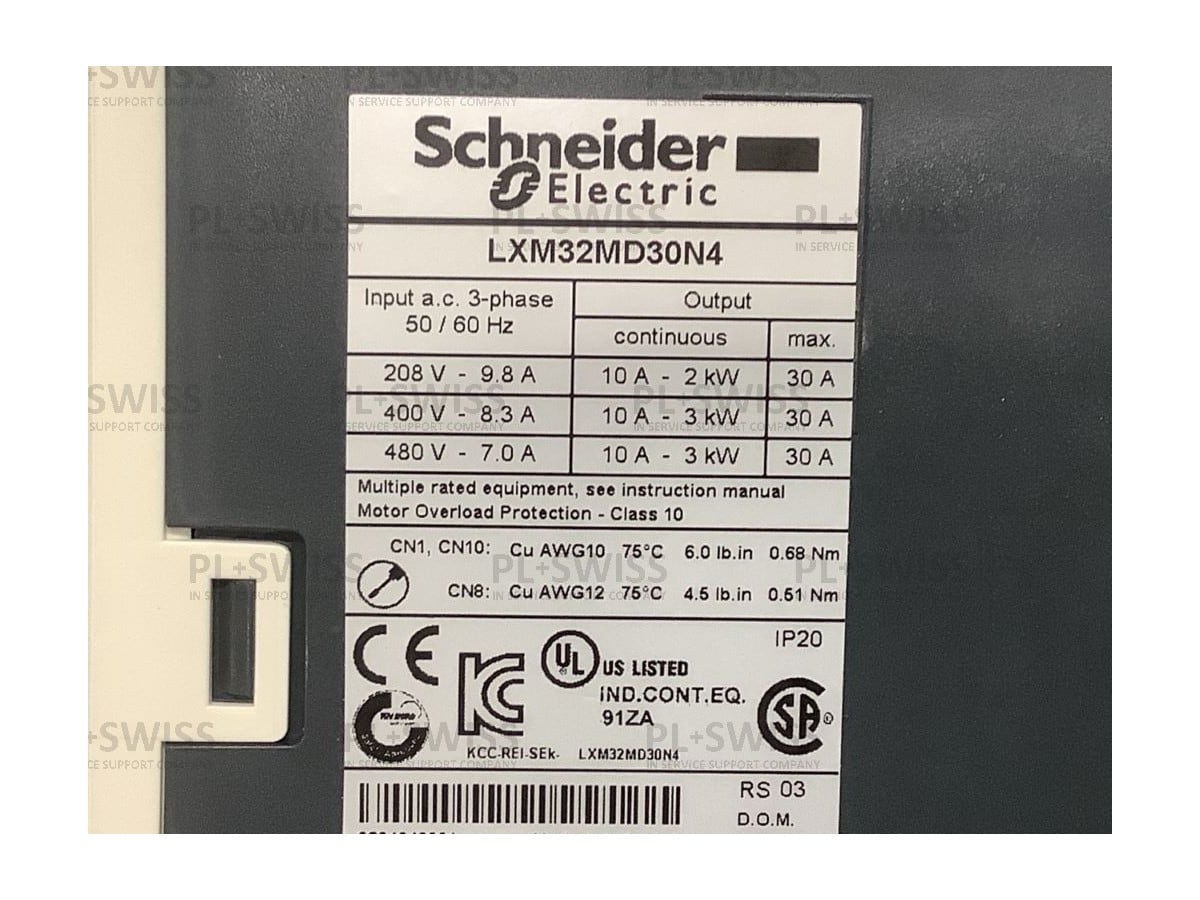 Schneider
Electric
LXM32MD30N4
Input a.c. 3-phase
50 / 60 Hz
Output
continuous
max.
208 V - 9.8 A
10 A - 2 kW
30 A
400 V - 8.3 A
10 A - 3 kW
30 A
480 V - 7.0 A
10 A - 3 kW
30 A
Multiple rated equipment, see instruction manual
Motor Overload Protection - Class 10
CN1, CN10: Cu AWG10 75°C 6.0 lb.in 0.68 Nm
CN8: Cu AWG12 75°C 4.5 lb.in 0.51 Nm
IP20
CE
KC
UL
US LISTED
IND.CONT.EQ.
91ZA
SA ®
KCC-REI-SEk- LXM32MD30N4
RS 03
D.O.M.
PL+SWISS
IN SERVICE SUPPORT COMPANY